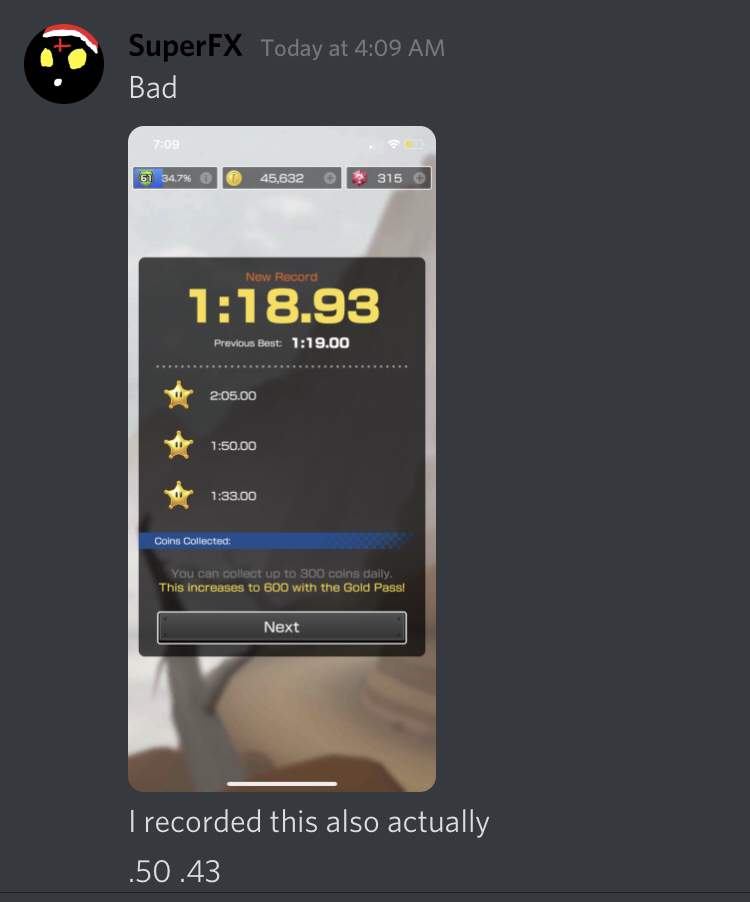 SuperFX Today at 4:09 AM
Bad
7:09
61 34.7% 45,632 315
New Record
1:18.93
Previous Best: 1:19.00
2:05.00
1:50.00
1:33.00
Coins Collected:
You can collect up to 300 coins daily.
This increases to 600 with the Gold Pass!
Next
I recorded this also actually
.50 .43